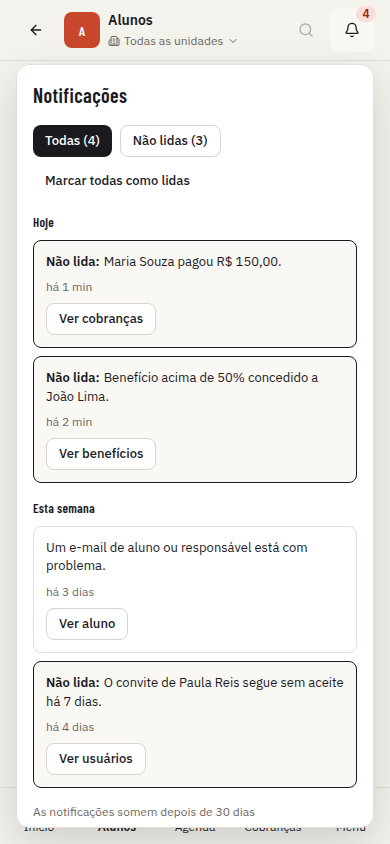 Alunos
A
Todas as unidades
4
Notificações
Todas (4)
Não lidas (3)
Marcar todas como lidas
Hoje
Não lida: Maria Souza pagou R$ 150,00.
há 1 min
Ver cobranças
Não lida: Benefício acima de 50% concedido a
João Lima.
há 2 min
Ver benefícios
Esta semana
Um e-mail de aluno ou responsável está com
problema.
há 3 dias
Ver aluno
Não lida: O convite de Paula Reis segue sem aceite
há 7 dias.
há 4 dias
Ver usuários
As notificações somem depois de 30 dias
Início
Alunos
Agenda
Cobranças
Menu